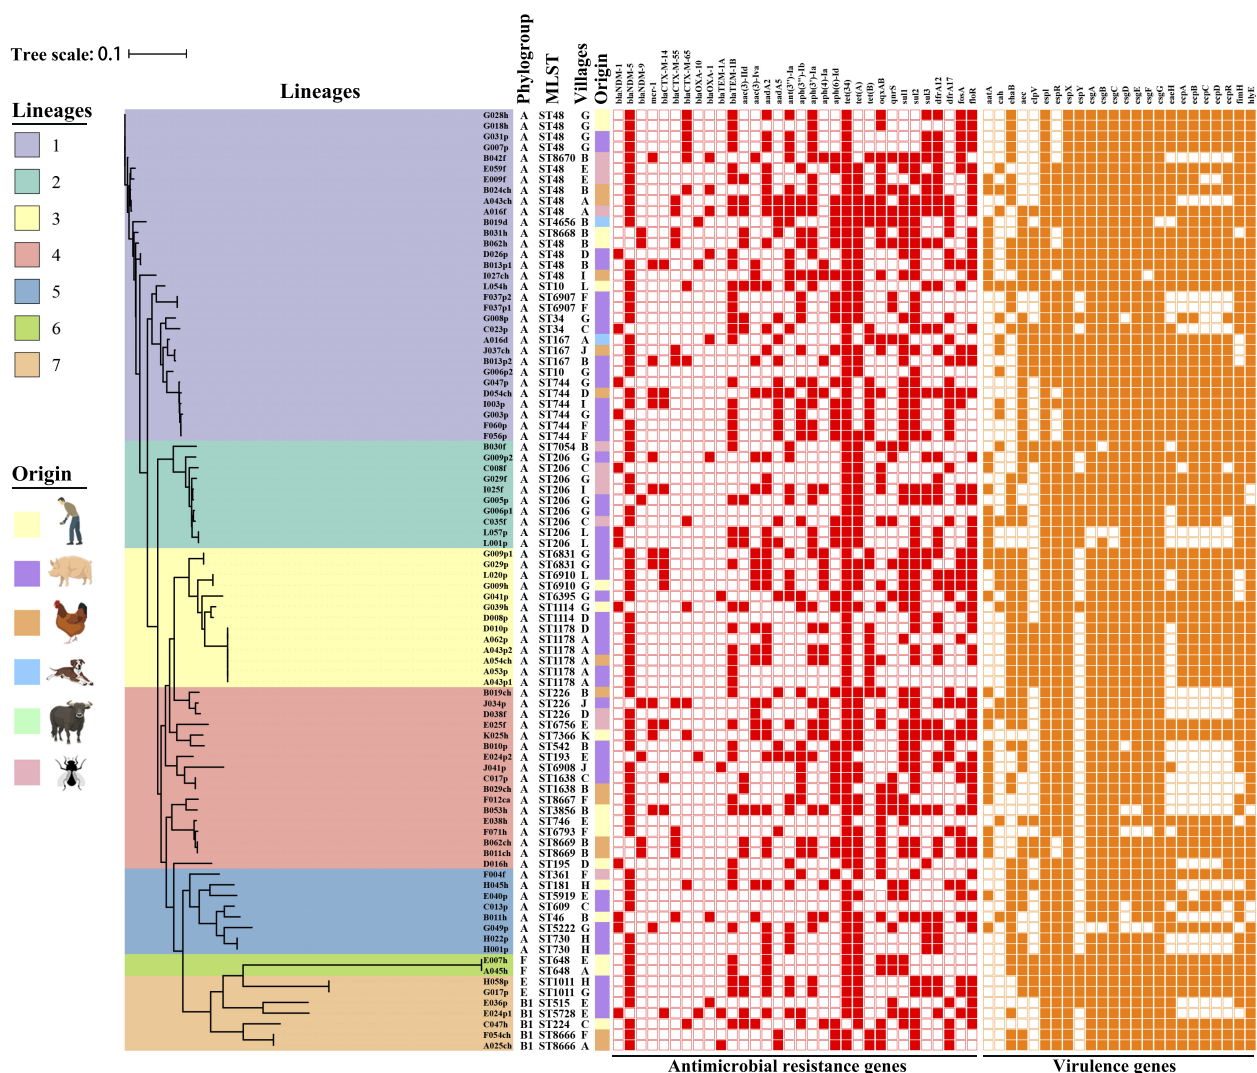 Tree scale: 0.1
Lineages
1
2
3
4
5
6
7
Origin
Lineages
Phylogroup
MLST
Villages
Origin
blaNDM-1
blaNDM-5
blaNDM-9
mcr-1
blaCTX-M-14
blaCTX-M-55
blaCTX-M-65
blaOXA-10
blaOXA-1
blaTEM-1A
blaTEM-1B
aac(3)-IId
aac(3)-Iva
aadA2
aadA5
ant(3'')-Ia
aph(3'')-Ib
aph(3')-Ia
aph(4)-Ia
aph(6)-Id
tet(34)
tet(A)
tet(B)
oqxAB
qnrS
sul1
sul2
sul3
dfrA12
dfrA17
fosA
floR
aatA
cah
ehaB
aec
clpV
espl
espR
espX
espY
csgA
csgB
csgC
csgD
csgE
csgF
csgG
eaeH
ecpA
ecpB
ecpC
ecpD
ecpR
fimH
hlyE
G028h A ST48 G
G018h A ST48 G
G031p A ST48 G
G007p A ST48 G
B042f A ST8670 B
E059f A ST48 E
E009f A ST48 E
B024ch A ST48 B
A043ch A ST48 A
A016f A ST48 A
B019d A ST4656 B
B031h A ST8668 B
B062h A ST48 B
D026p A ST48 D
B013p1 A ST48 B
I027ch A ST48 I
L054h A ST10 L
F037p2 A ST6907 F
F037p1 A ST6907 F
G008p A ST34 G
C023p A ST34 C
A016d A ST167 A
J037ch A ST167 J
B013p2 A ST167 B
G006p2 A ST10 G
G047p A ST744 G
D054ch A ST744 D
I003p A ST744 I
G003p A ST744 G
F060p A ST744 F
F056p A ST744 F
B030f A ST7054 B
G009p2 A ST206 G
C008f A ST206 C
G029f A ST206 G
I025f A ST206 I
G005p A ST206 G
G006p1 A ST206 G
C035f A ST206 C
L057p A ST206 L
L001p A ST206 L
G009p1 A ST6831 G
G029p A ST6831 G
L020p A ST6910 L
G009h A ST6910 G
G041p A ST6395 G
G039h A ST1114 G
D008p A ST1114 D
D010p A ST1178 D
A062p A ST1178 A
A043p2 A ST1178 A
A054ch A ST1178 A
A053p A ST1178 A
A043p1 A ST1178 A
B019ch A ST226 B
J034p A ST226 J
D038f A ST226 D
E025f A ST6756 E
K025h A ST7366 K
B010p A ST542 B
E024p2 A ST193 E
J041p A ST6908 J
C017p A ST1638 C
B029ch A ST1638 B
F012ca A ST8667 F
B053h A ST3856 B
E038h A ST746 E
F071h A ST6793 F
B062ch A ST8669 B
B011ch A ST8669 B
D016h A ST195 D
F004f A ST361 F
H045h A ST181 H
E040p A ST5919 E
C013p A ST609 C
B011h A ST46 B
G049p A ST5222 G
H022p A ST730 H
H001p A ST730 H
E007h F ST648 E
A045h F ST648 A
H058p E ST1011 H
G017p E ST1011 G
E036p B1 ST515 E
E024p1 B1 ST5728 E
C047h B1 ST224 C
F054ch B1 ST8666 F
A025ch B1 ST8666 A
Antimicrobial resistance genes
Virulence genes